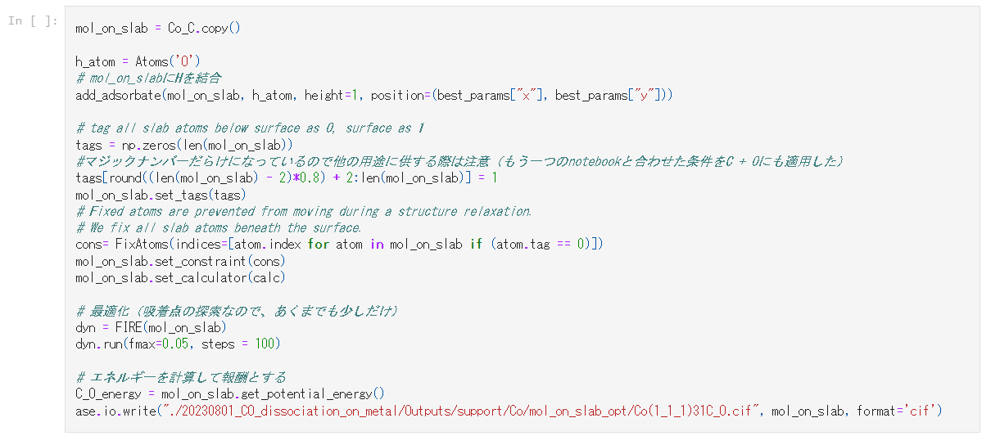 In [ ]:
mol_on_slab = Co_C.copy()
h_atom = Atoms('O')
# mol_on_slabにHを結合
add_adsorbate(mol_on_slab, h_atom, height=1, position=(best_params["x"], best_params["y"]))
# tag all slab atoms below surface as 0, surface as 1
tags = np.zeros(len(mol_on_slab))
#マジックナンバーだらけになっているので他の用途に供する際は注意（もう一つのnotebookと合わせた条件をC + Oにも適用した）
tags[round((len(mol_on_slab) - 2)*0.8) + 2:len(mol_on_slab)] = 1
mol_on_slab.set_tags(tags)
# Fixed atoms are prevented from moving during a structure relaxation.
# We fix all slab atoms beneath the surface.
cons= FixAtoms(indices=[atom.index for atom in mol_on_slab if (atom.tag == 0)])
mol_on_slab.set_constraint(cons)
mol_on_slab.set_calculator(calc)
# 最適化（吸着点の探索なので、あくまでも少しだけ）
dyn = FIRE(mol_on_slab)
dyn.run(fmax=0.05, steps = 100)
# エネルギーを計算して報酬とする
C_O_energy = mol_on_slab.get_potential_energy()
ase.io.write("./20230801_CO_dissociation_on_metal/Outputs/support/Co/mol_on_slab_opt/Co(1_1_1)31C_O.cif", mol_on_slab, format='cif')